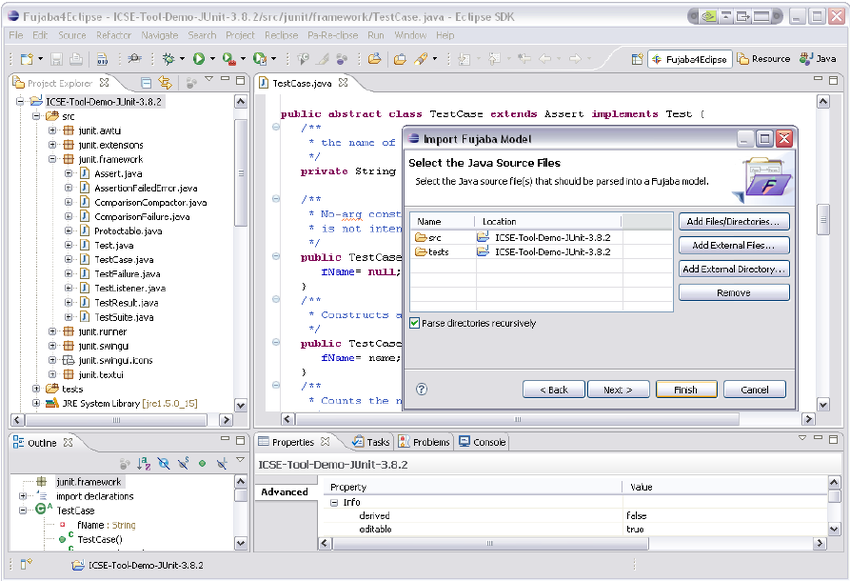 Fujaba4Eclipse - ICSE-Tool-Demo-JUnit-3.8.2/src/junit/framework/TestCase.java - Eclipse SDK
File Edit Source Refactor Navigate Search Project Reclipse Pa-Re-clipse Run Window Help
Fujaba4Eclipse Resource Java
Project Explorer
ICSE-Tool-Demo-JUnit-3.8.2
src
junit.awtui
junit.extensions
junit.framework
Assert.java
AssertionFailedError.java
ComparisonCompactor.java
ComparisonFailure.java
Protectable.java
Test.java
TestCase.java
TestFailure.java
TestListener.java
TestResult.java
TestSuite.java
junit.runner
junit.swingui
junit.swingui.icons
junit.textui
tests
JRE System Library [jre1.5.0_15]
TestCase.java
public abstract class TestCase extends Assert implements Test {
/**
* the name of
*/
private String
/**
* No-arg const
* is not inten
*/
public TestCase
fName= null;
}
/**
* Constructs a
*/
public TestCase
fName= name;
}
/**
* Counts the n
Import Fujaba Model
Select the Java Source Files
Select the Java source file(s) that should be parsed into a Fujaba model.
Name Location
src ICSE-Tool-Demo-JUnit-3.8.2
tests ICSE-Tool-Demo-JUnit-3.8.2
Add Files/Directories...
Add External Files...
Add External Directory...
Remove
Parse directories recursively
< Back Next > Finish Cancel
Outline
junit.framework
import declarations
TestCase
fName : String
TestCase()
Properties Tasks Problems Console
ICSE-Tool-Demo-JUnit-3.8.2
Advanced
Property Value
Info
derived false
editable true
ICSE-Tool-Demo-JUnit-3.8.2